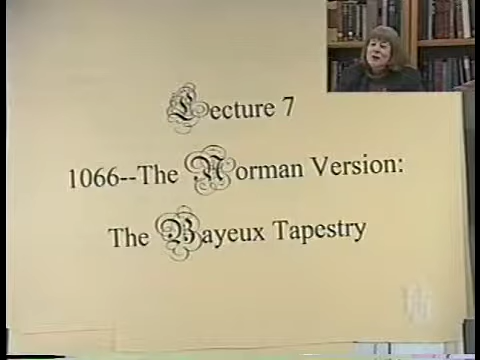 Lecture 7
1066--The Norman Version:
The Bayeux Tapestry